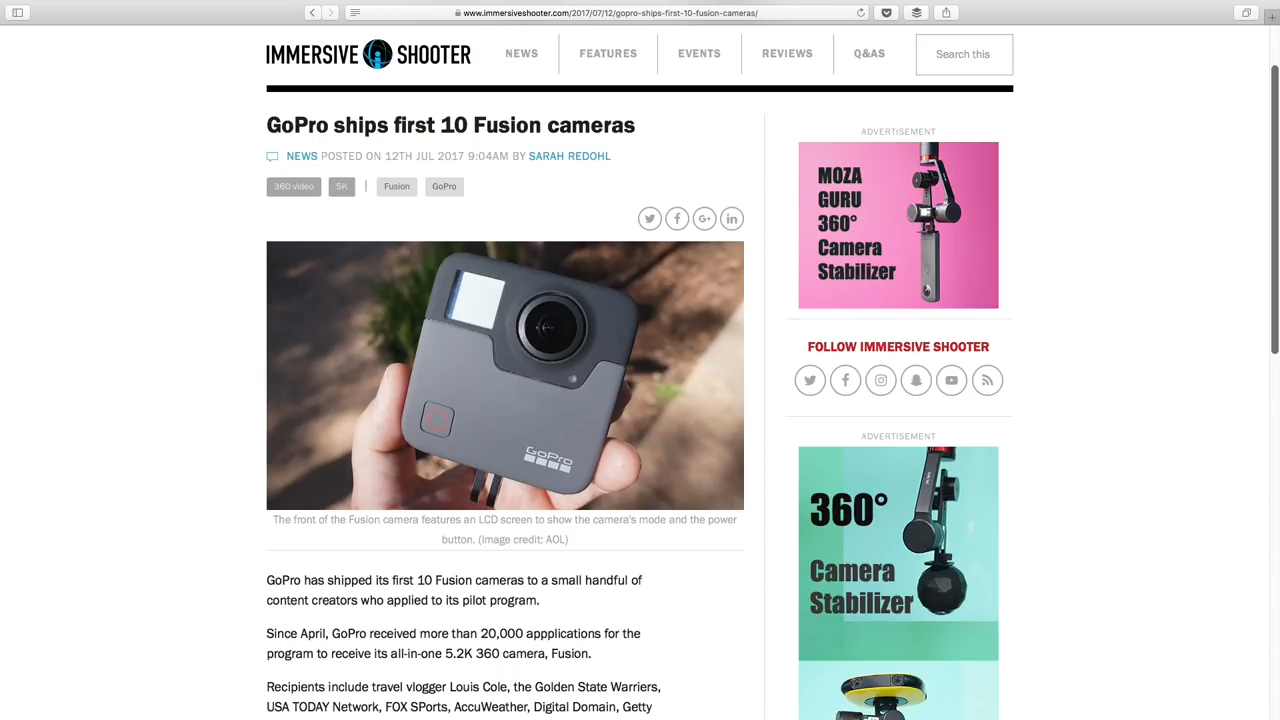 www.immersiveshooter.com/2017/07/12/gopro-ships-first-10-fusion-cameras/
IMMERSIVE SHOOTER
NEWS
FEATURES
EVENTS
REVIEWS
Q&AS
Search this
GoPro ships first 10 Fusion cameras
NEWS POSTED ON 12TH JUL 2017 9:04AM BY SARAH REDOHL
360 video
5K
|
Fusion
GoPro
GoPro
The front of the Fusion camera features an LCD screen to show the camera's mode and the power
button. (Image credit: AOL)
GoPro has shipped its first 10 Fusion cameras to a small handful of
content creators who applied to its pilot program.
Since April, GoPro received more than 20,000 appplications for the
program to receive its all-in-one 5.2K 360 camera, Fusion.
Recipients include travel vlogger Louis Cole, the Golden State Warriors,
USA TODAY Network, FOX SPorts, AccuWeather, Digital Domain, Getty
ADVERTISEMENT
MOZA
GURU
360°
Camera
Stabilizer
FOLLOW IMMERSIVE SHOOTER
ADVERTISEMENT
360°
Camera
Stabilizer